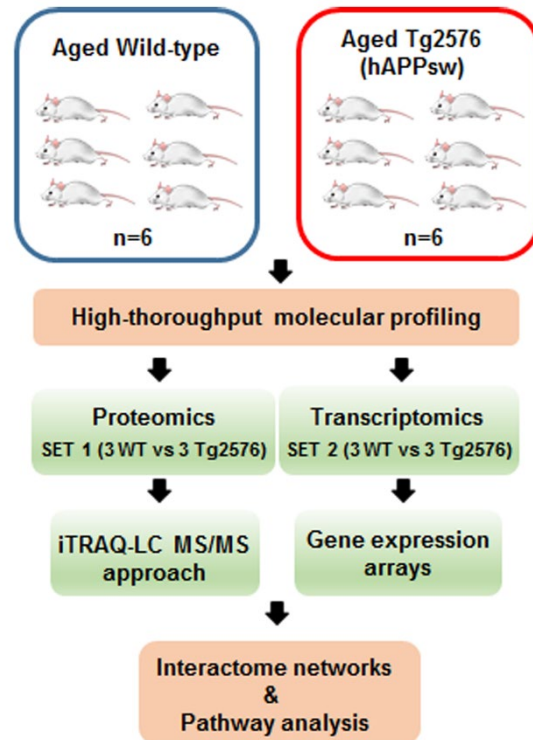 Aged Wild-type
n=6
Aged Tg2576
(hAPPsw)
n=6
High-thoroughput molecular profiling
Proteomics
SET 1 (3 WT vs 3 Tg2576)
Transcriptomics
SET 2 (3 WT vs 3 Tg2576)
iTRAQ-LC MS/MS
approach
Gene expression
arrays
Interactome networks
&
Pathway analysis